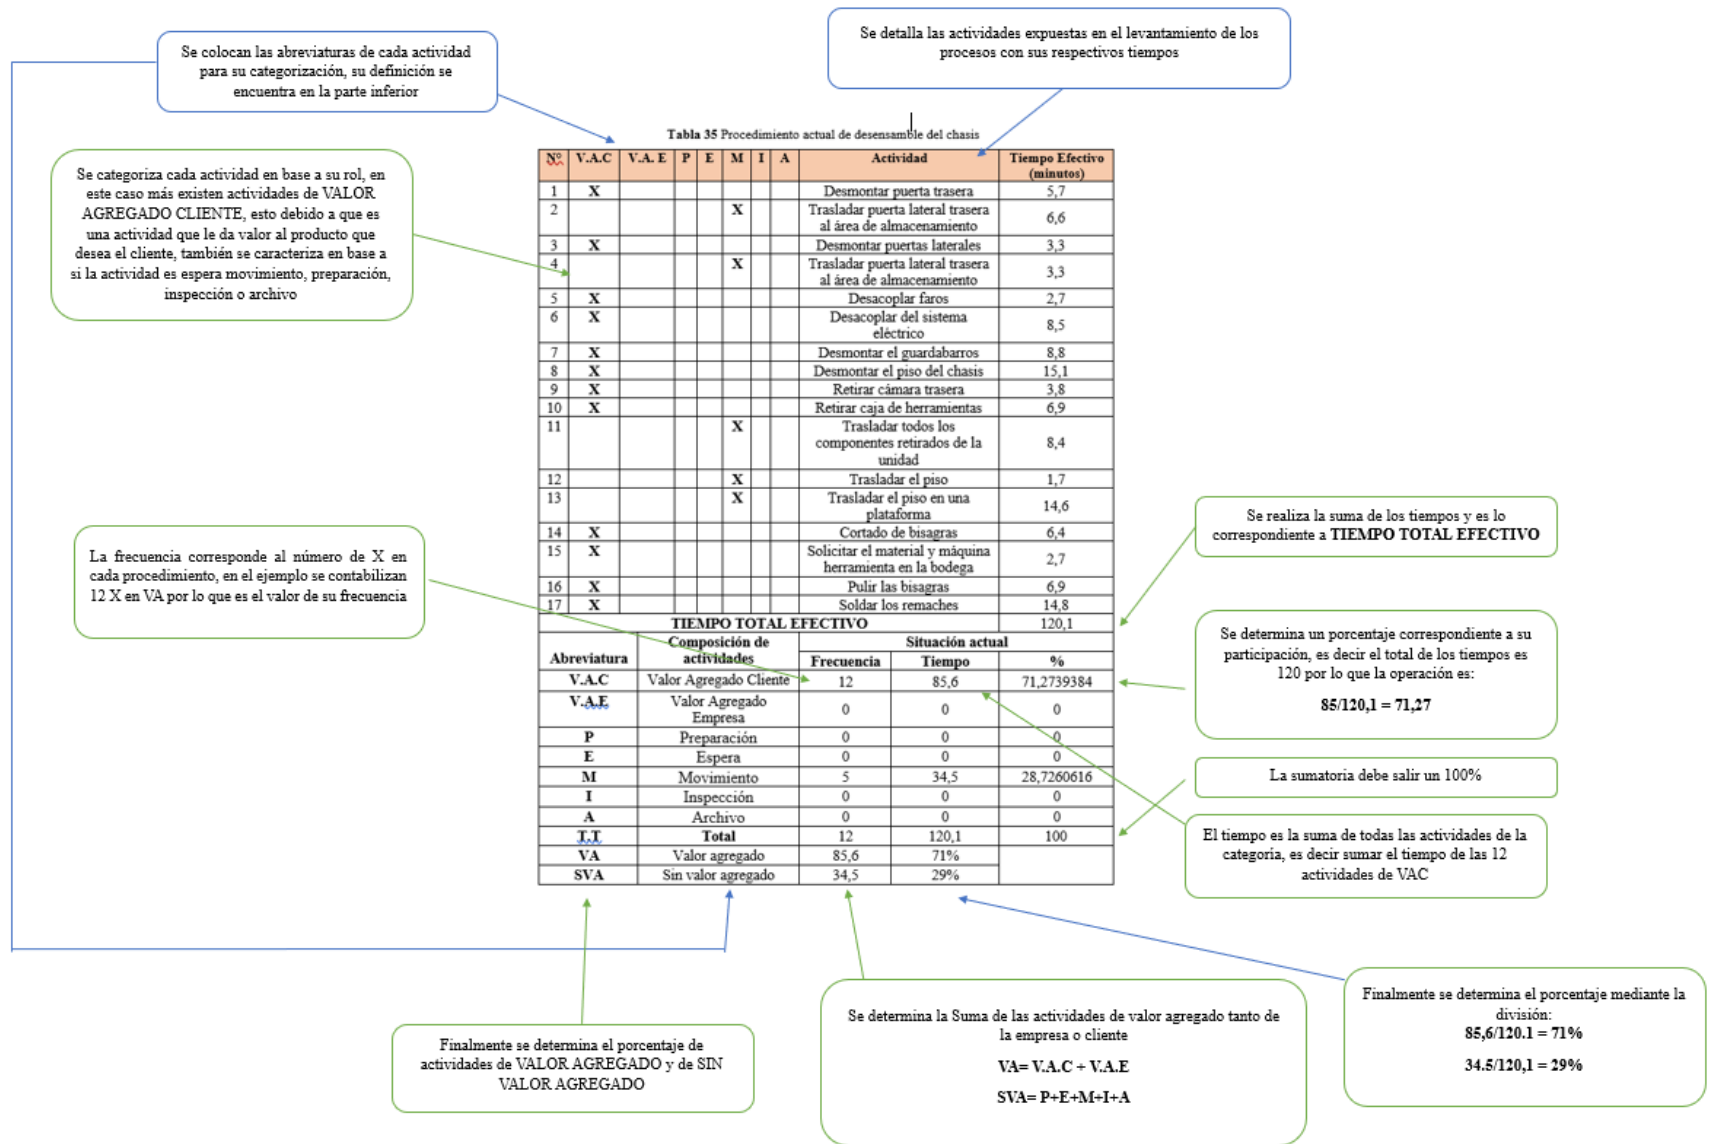 Se colocan las abreviaturas de cada actividad
para su categorización, su definición se
encuentra en la parte inferior
Se detalla las actividades expuestas en el levantamiento de los
procesos con sus respectivos tiempos
Se categoriza cada actividad en base a su rol, en
este caso más existen actividades de VALOR
AGREGADO CLIENTE, esto debido a que es
una actividad que le da valor al producto que
desea el cliente, también se caracteriza en base a
si la actividad es espera movimiento, preparación,
inspección o archivo
Tabla 35 Procedimiento actual de desensamble del chasis
Nº V.A.C V.A. E P E M I A Actividad Tiempo Efectivo
(minutos)
1 X Desmontar puerta trasera 5,7
2 X Trasladar puerta lateral trasera
al área de almacenamiento 6,6
3 X Desmontar puertas laterales 3,3
4 X Trasladar puerta lateral trasera
al área de almacenamiento 3,3
5 X Desacoplar faros 2,7
6 X Desacoplar del sistema
eléctrico 8,5
7 X Desmontar el guardabarros 8,8
8 X Desmontar el piso del chasis 15,1
9 X Retirar cámara trasera 3,8
10 X Retirar caja de herramientas 6,9
11 X Trasladar todos los
componentes retirados de la
unidad 8,4
12 X Trasladar el piso 1,7
13 X Trasladar el piso en una
plataforma 14,6
14 X Cortado de bisagras 6,4
15 X Solicitar el material y máquina
herramienta en la bodega 2,7
16 X Pulir las bisagras 6,9
17 X Soldar los remaches 14,8
TIEMPO TOTAL EFECTIVO 120,1
Abreviatura Composición de
actividades Situación actual
Frecuencia Tiempo %
V.A.C Valor Agregado Cliente 12 85,6 71,2739384
V.A.E Valor Agregado
Empresa 0 0 0
P Preparación 0 0 0
E Espera 0 0 0
M Movimiento 5 34,5 28,7260616
I Inspección 0 0 0
A Archivo 0 0 0
T.T Total 12 120,1 100
VA Valor agregado 85,6 71%
SVA Sin valor agregado 34,5 29%
La frecuencia corresponde al número de X en
cada procedimiento, en el ejemplo se contabilizan
12 X en VA por lo que es el valor de su frecuencia
Se realiza la suma de los tiempos y es lo
correspondiente a TIEMPO TOTAL EFECTIVO
Se determina un porcentaje correspondiente a su
participación, es decir el total de los tiempos es
120 por lo que la operación es:
85/120,1 = 71,27
La sumatoria debe salir un 100%
El tiempo es la suma de todas las actividades de la
categoría, es decir sumar el tiempo de las 12
actividades de VAC
Finalmente se determina el porcentaje de
actividades de VALOR AGREGADO y de SIN
VALOR AGREGADO
Se determina la Suma de las actividades de valor agregado tanto de
la empresa o cliente
VA= V.A.C + V.A.E
SVA= P+E+M+I+A
Finalmente se determina el porcentaje mediante la
división:
85,6/120.1 = 71%
34.5/120,1 = 29%